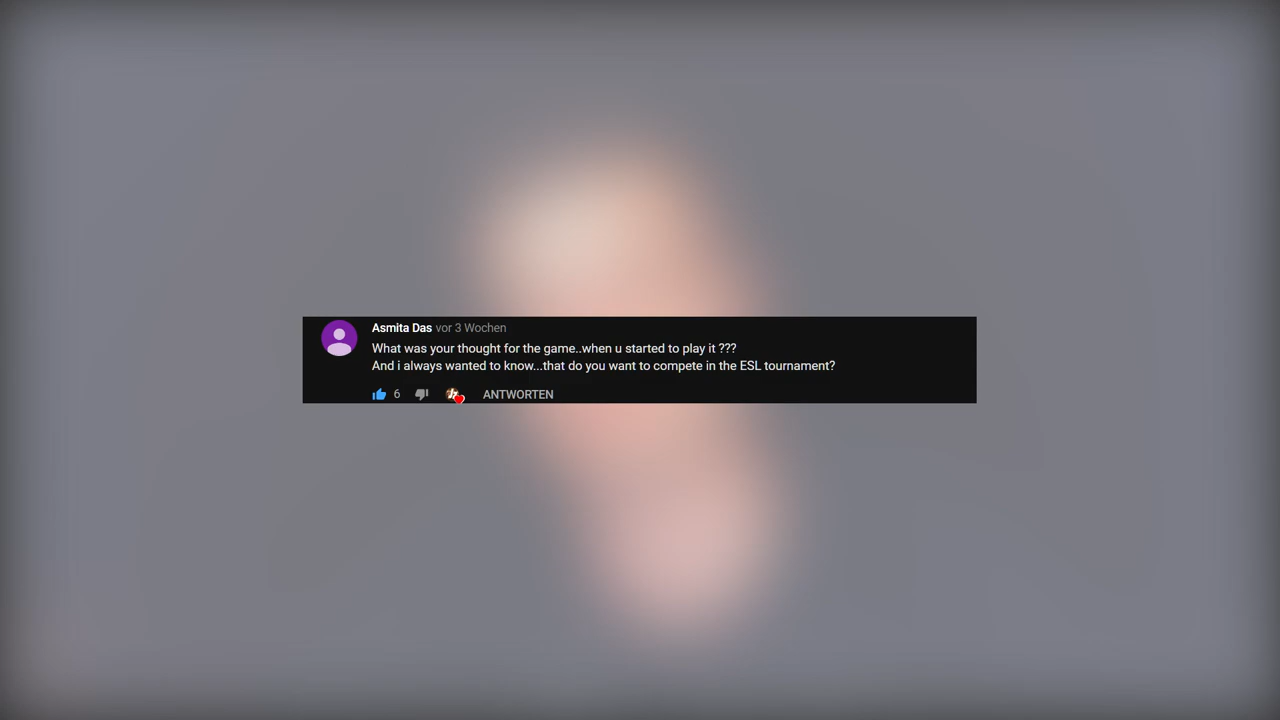 Asmita Das vor 3 Wochen
What was your thought for the game..when u started to play it ???
And i always wanted to know...that do you want to compete in the ESL tournament?
6 ANTWORTEN